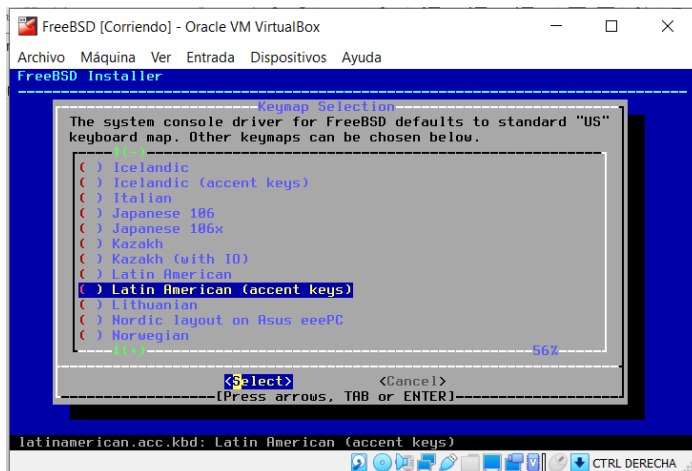 FreeBSD [Corriendo] - Oracle VM VirtualBox
Archivo Máquina Ver Entrada Dispositivos Ayuda
FreeBSD Installer
Keymap Selection
The system console driver for FreeBSD defaults to standard "US"
keyboard map. Other keymaps can be chosen below.
↑(-)
( ) Icelandic
( ) Icelandic (accent keys)
( ) Italian
( ) Japanese 106
( ) Japanese 106x
( ) Kazakh
( ) Kazakh (with IO)
( ) Latin American
( ) Latin American (accent keys)
( ) Lithuanian
( ) Nordic layout on Asus eeePC
( ) Norwegian
↓(+) 56%
<Select> <Cancel>
[Press arrows, TAB or ENTER]
latinamerican.acc.kbd: Latin American (accent keys)
CTRL DERECHA